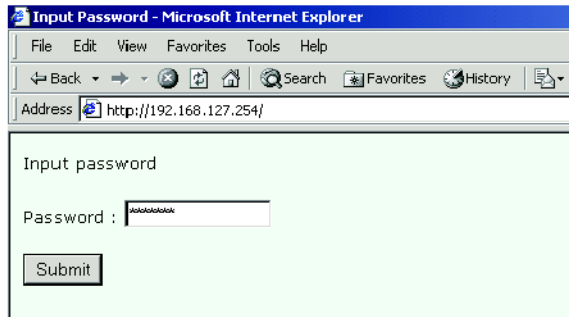 Input Password - Microsoft Internet Explorer
File Edit View Favorites Tools Help
Back Search Favorites History
Address http://192.168.127.254/
Input password
Password : ********
Submit